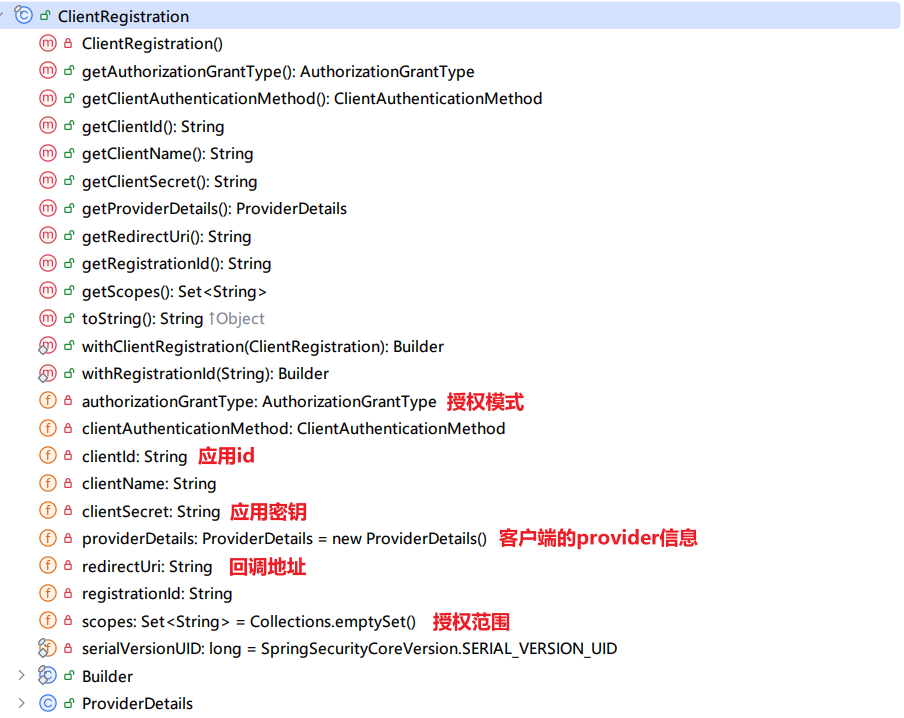 ClientRegistration
ClientRegistration()
getAuthorizationGrantType(): AuthorizationGrantType
getClientAuthenticationMethod(): ClientAuthenticationMethod
getClientId(): String
getClientName(): String
getClientSecret(): String
getProviderDetails(): ProviderDetails
getRedirectUri(): String
getRegistrationId(): String
getScopes(): Set<String>
toString(): String ↑Object
withClientRegistration(ClientRegistration): Builder
withRegistrationId(String): Builder
authorizationGrantType: AuthorizationGrantType 授权模式
clientAuthenticationMethod: ClientAuthenticationMethod
clientId: String 应用id
clientName: String
clientSecret: String 应用密钥
providerDetails: ProviderDetails = new ProviderDetails() 客户端的provider信息
redirectUri: String 回调地址
registrationId: String
scopes: Set<String> = Collections.emptySet() 授权范围
serialVersionUID: long = SpringSecurityCoreVersion.SERIAL_VERSION_UID
Builder
ProviderDetails